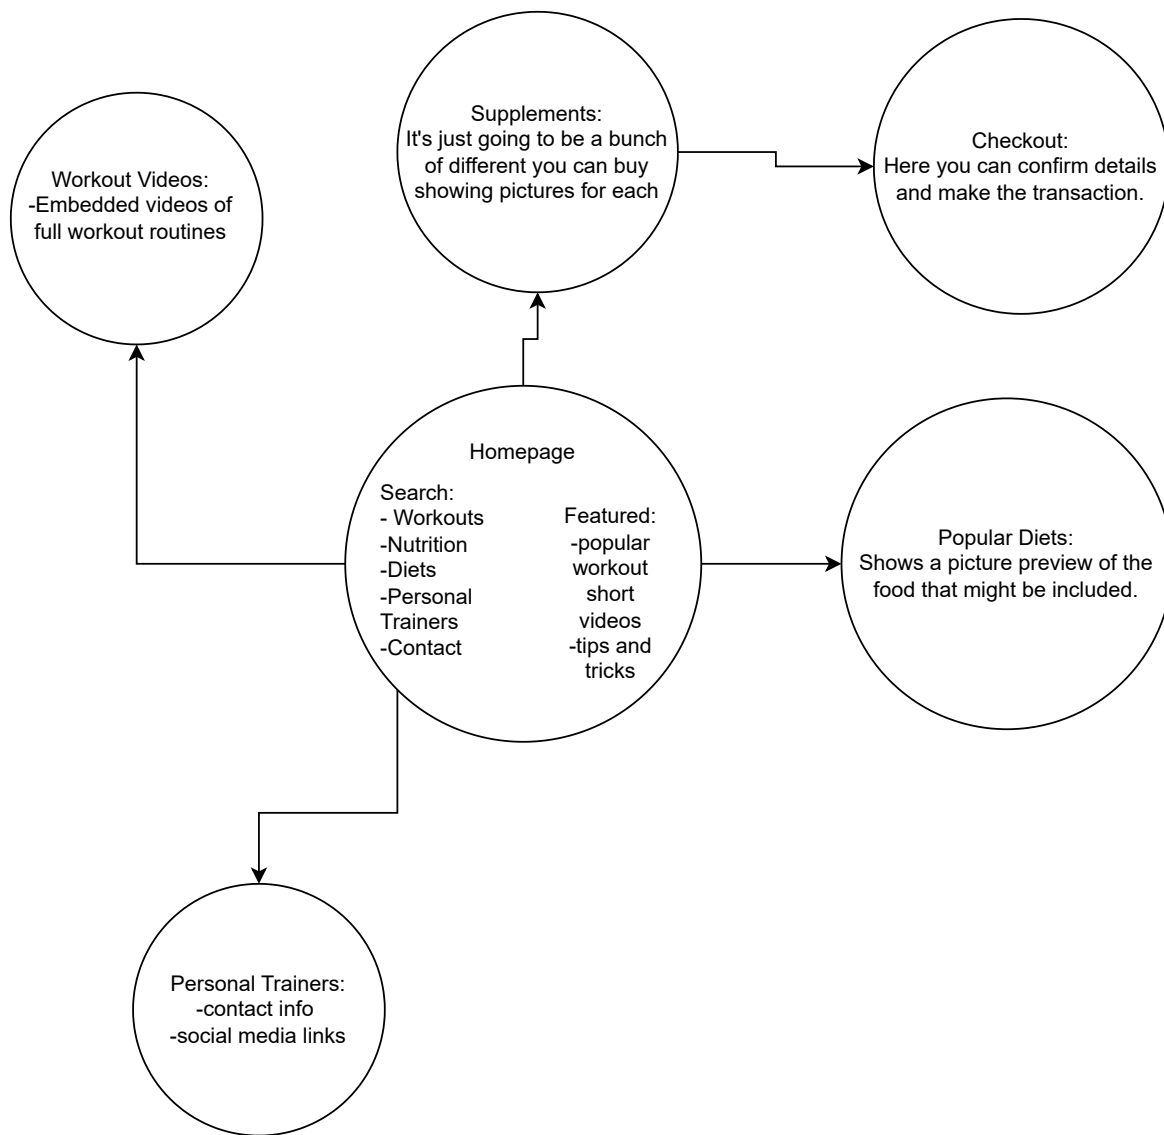 Supplements:
It's just going to be a bunch
of different you can buy
showing pictures for each
Checkout:
Here you can confirm details
and make the transaction.
Workout Videos:
-Embedded videos of
full workout routines
Homepage
Search:
- Workouts
-Nutrition
-Diets
-Personal
Trainers
-Contact
Featured:
-popular
workout
short
videos
-tips and
tricks
Popular Diets:
Shows a picture preview of the
food that might be included.
Personal Trainers:
-contact info
-social media links